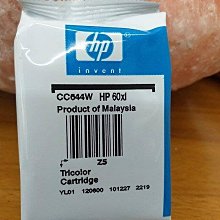 hp
®
invent
CC644W HP 60xl
Product of Malaysia
Z5
Tricolor
Cartridge
YL01 120600 101227 2219